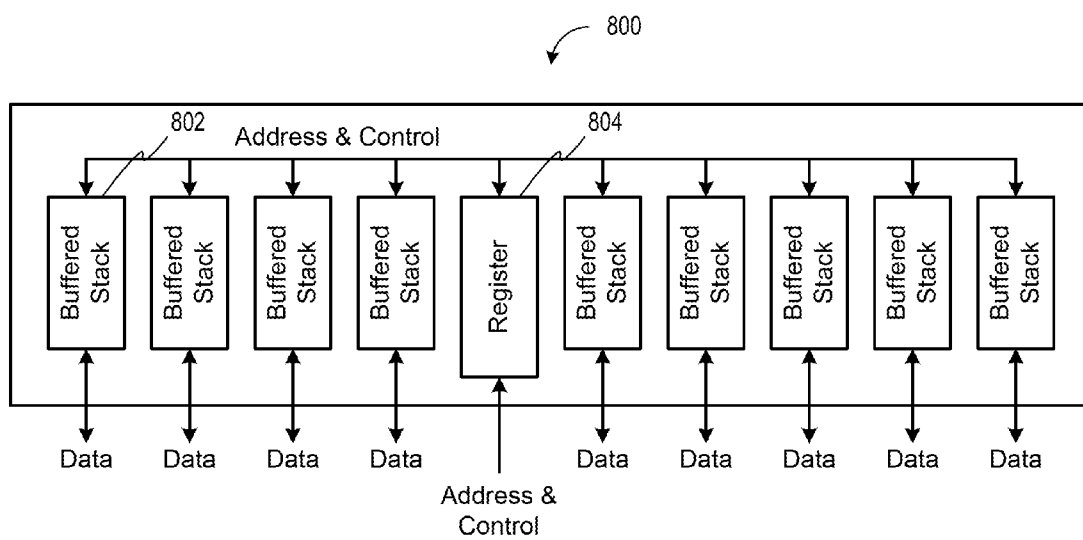 800
802
804
Address & Control
Buffered
Stack
Buffered
Stack
Buffered
Stack
Buffered
Stack
Register
Buffered
Stack
Buffered
Stack
Buffered
Stack
Buffered
Stack
Buffered
Stack
Data Data Data Data Data Data Data Data Data
Address &
Control